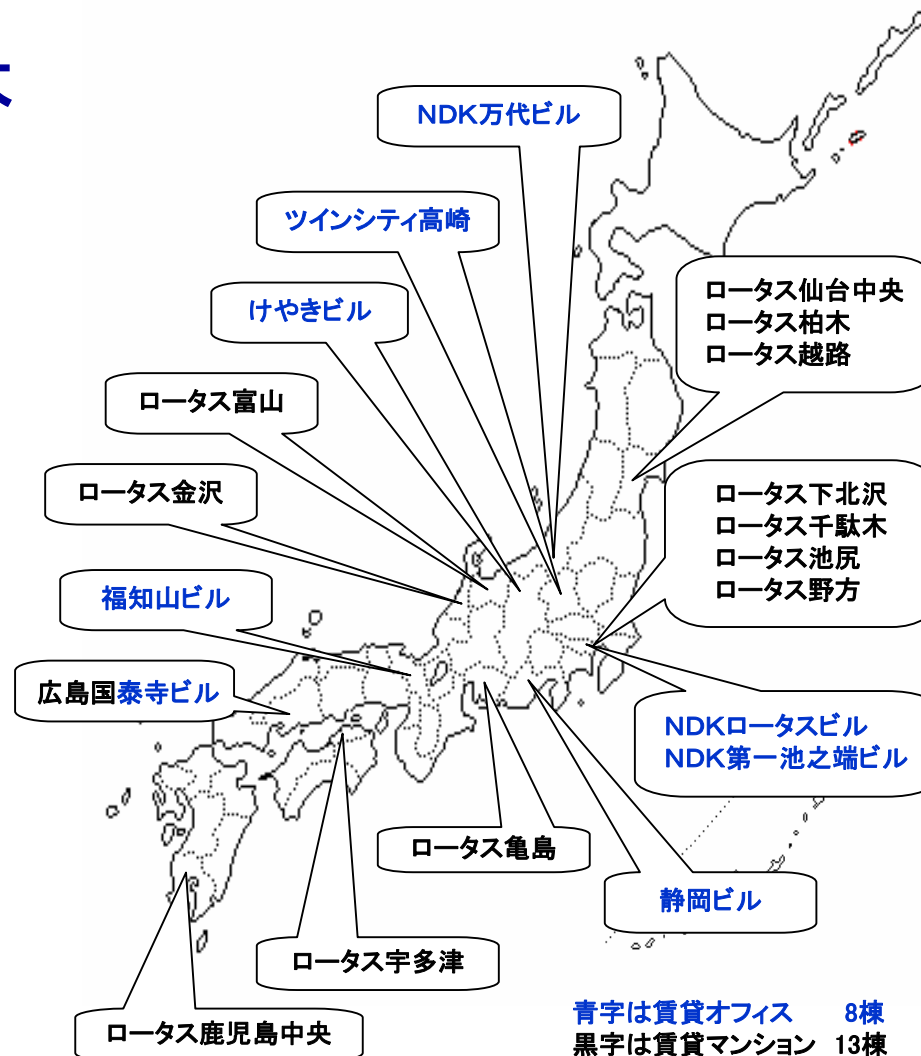 NDK万代ビル
ツインシティ高崎
けやきビル
ロータス仙台中央
ロータス柏木
ロータス越路
ロータス富山
ロータス金沢
ロータス下北沢
ロータス千駄木
ロータス池尻
ロータス野方
福知山ビル
広島国泰寺ビル
NDKロータスビル
NDK第一池之端ビル
ロータス亀島
静岡ビル
ロータス宇多津
ロータス鹿児島中央
青字は賃貸オフィス 8棟
黒字は賃貸マンション 13棟